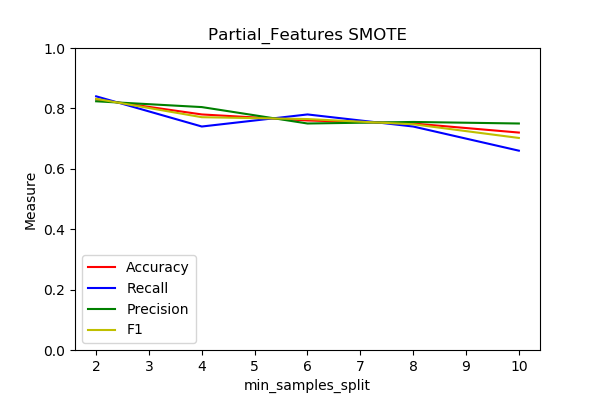 Partial_Features SMOTE
1.0
0.8
0.6
0.4
0.2
0.0
Measure
Accuracy
Recall
Precision
F1
2 3 4 5 6 7 8 9 10
min_samples_split